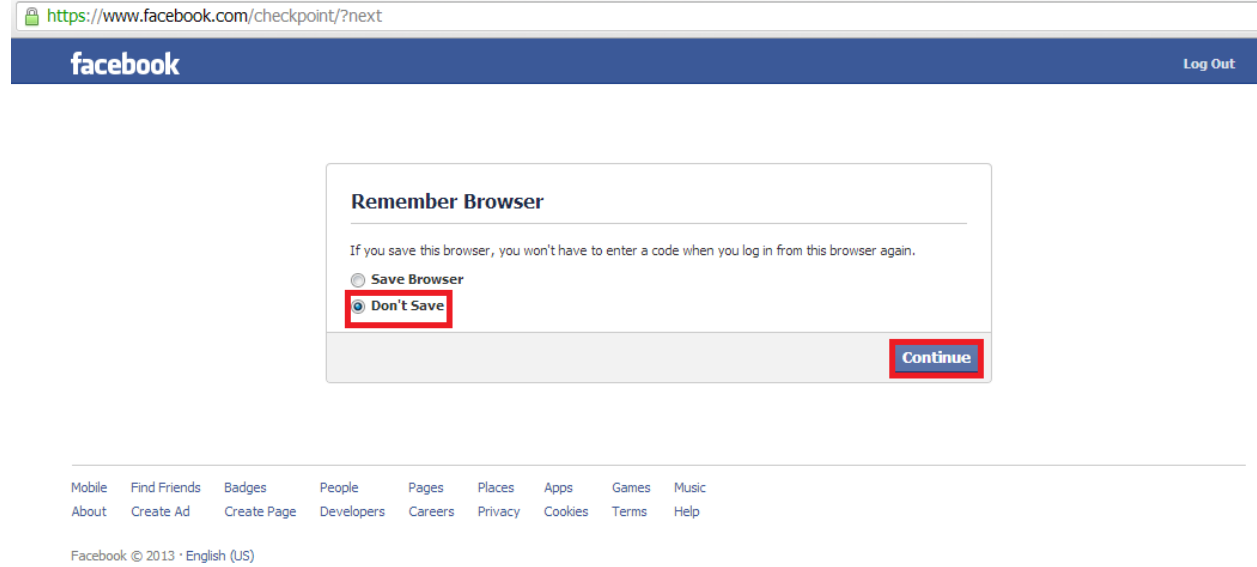 https://www.facebook.com/checkpoint/?next
facebook
Log Out
Remember Browser
If you save this browser, you won't have to enter a code when you log in from this browser again.
Save Browser
Don't Save
Continue
Mobile Find Friends Badges People Pages Places Apps Games Music
About Create Ad Create Page Developers Careers Privacy Cookies Terms Help
Facebook © 2013 · English (US)